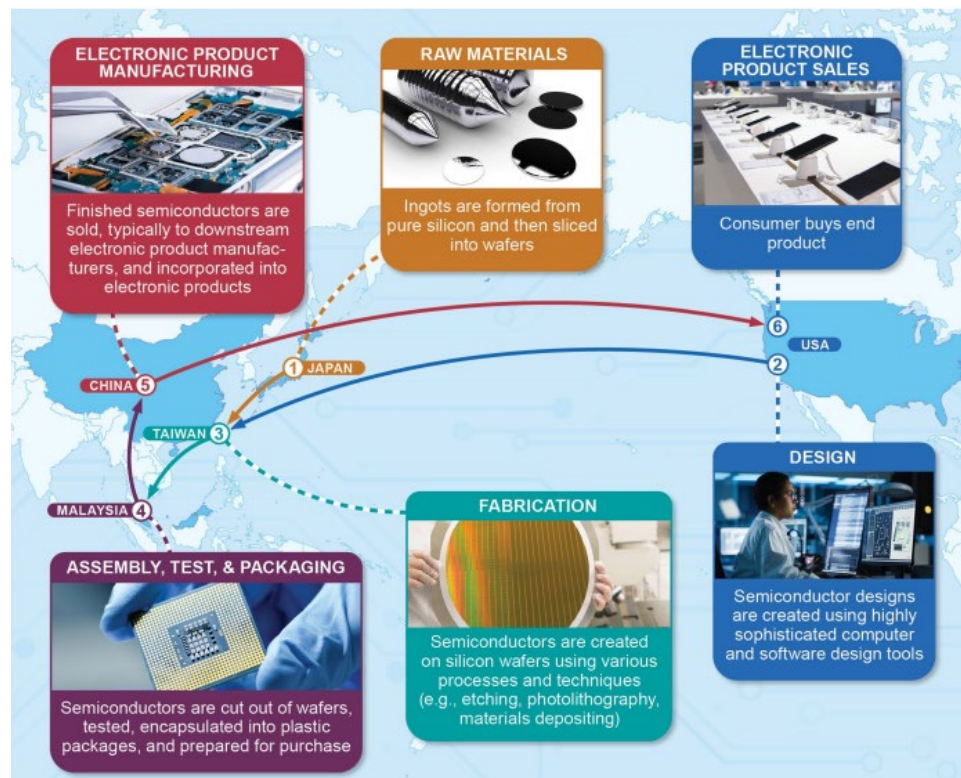 ELECTRONIC PRODUCT
MANUFACTURING
Finished semiconductors are
sold, typically to downstream
electronic product manufac-
turers, and incorporated into
electronic products
RAW MATERIALS
Ingots are formed from
pure silicon and then sliced
into wafers
ELECTRONIC
PRODUCT SALES
Consumer buys end
product
6
USA
2
1 JAPAN
CHINA 5
TAIWAN 3
MALAYSIA 4
DESIGN
Semiconductor designs
are created using highly
sophisticated computer
and software design tools
FABRICATION
Semiconductors are created
on silicon wafers using various
processes and techniques
(e.g., etching, photolithography,
materials depositing)
ASSEMBLY, TEST, & PACKAGING
Semiconductors are cut out of wafers,
tested, encapsulated into plastic
packages, and prepared for purchase